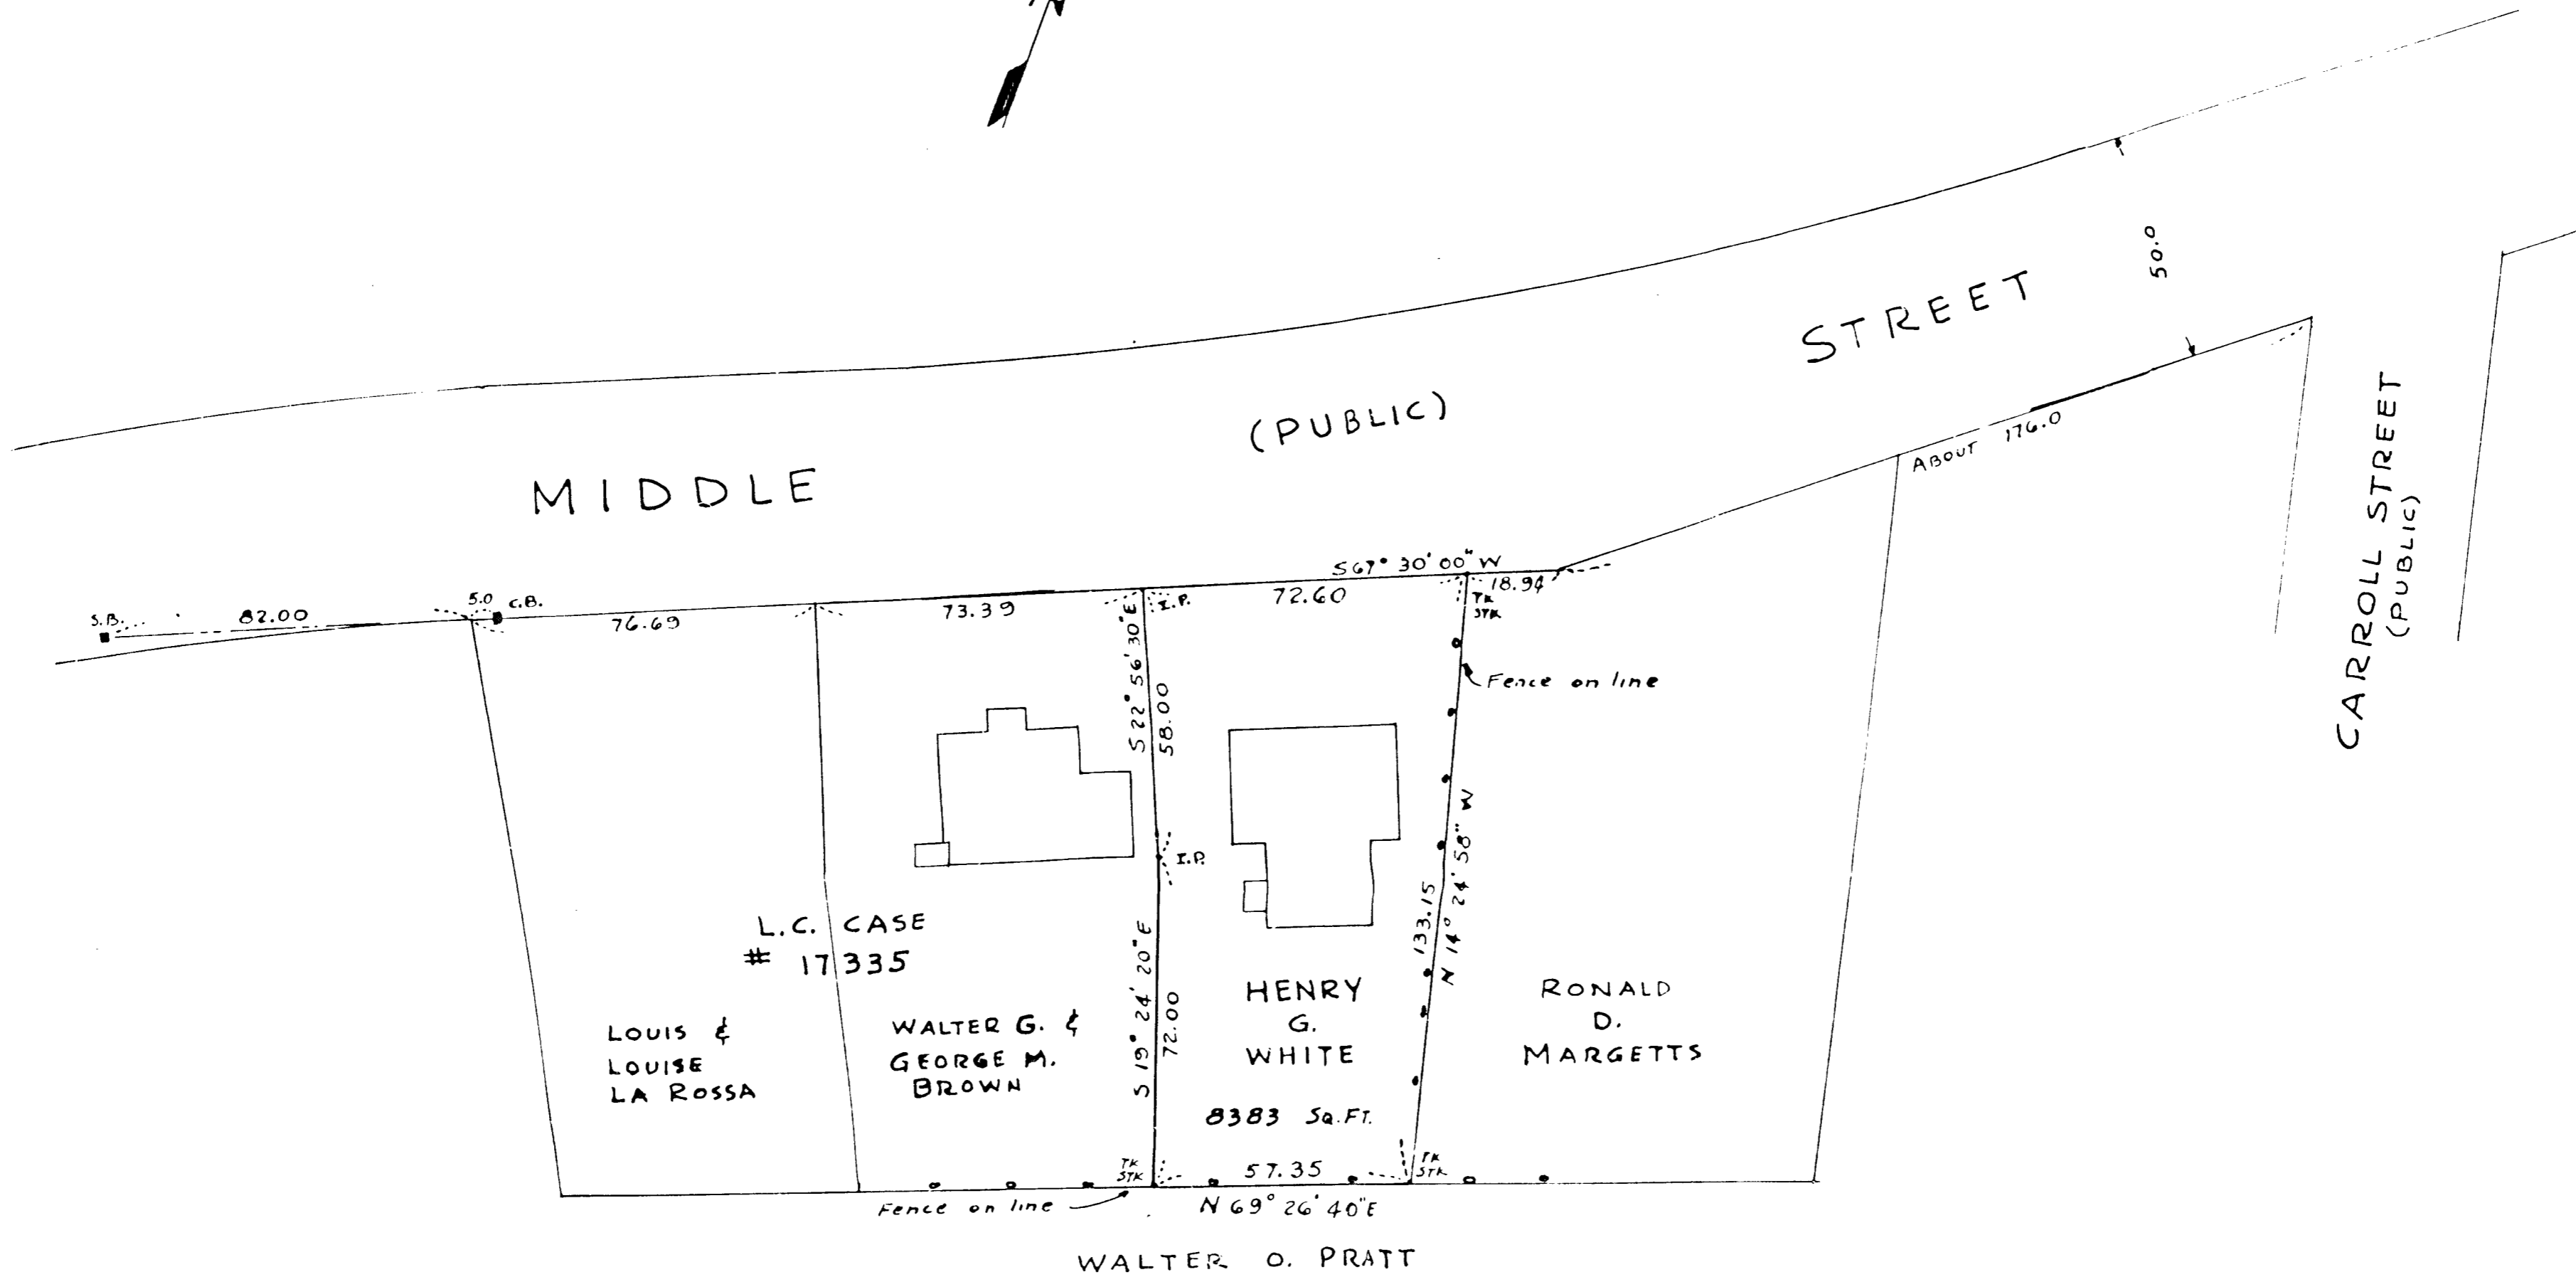 N
50.0
STREET
(PUBLIC)
MIDDLE
ABOUT 176.0
CARROLL STREET
(PUBLIC)
S.B.
82.00
5.0
C.B.
76.69
73.39
I.P.
72.60
S 67° 30' 00" W
18.94
TK
STK
Fence on line
S 22° 56' 30" E
58.00
I.P.
N 14° 24' 58" W
133.15
S 19° 24' 20" E
72.00
L.C. CASE
# 17335
LOUIS &
LOUISE
LA ROSSA
WALTER G. &
GEORGE M.
BROWN
HENRY
G.
WHITE
8383 SQ.FT.
RONALD
D.
MARGETTS
TK
STK
57.35
TK
STK
Fence on line
N 69° 26' 40" E
WALTER O. PRATT